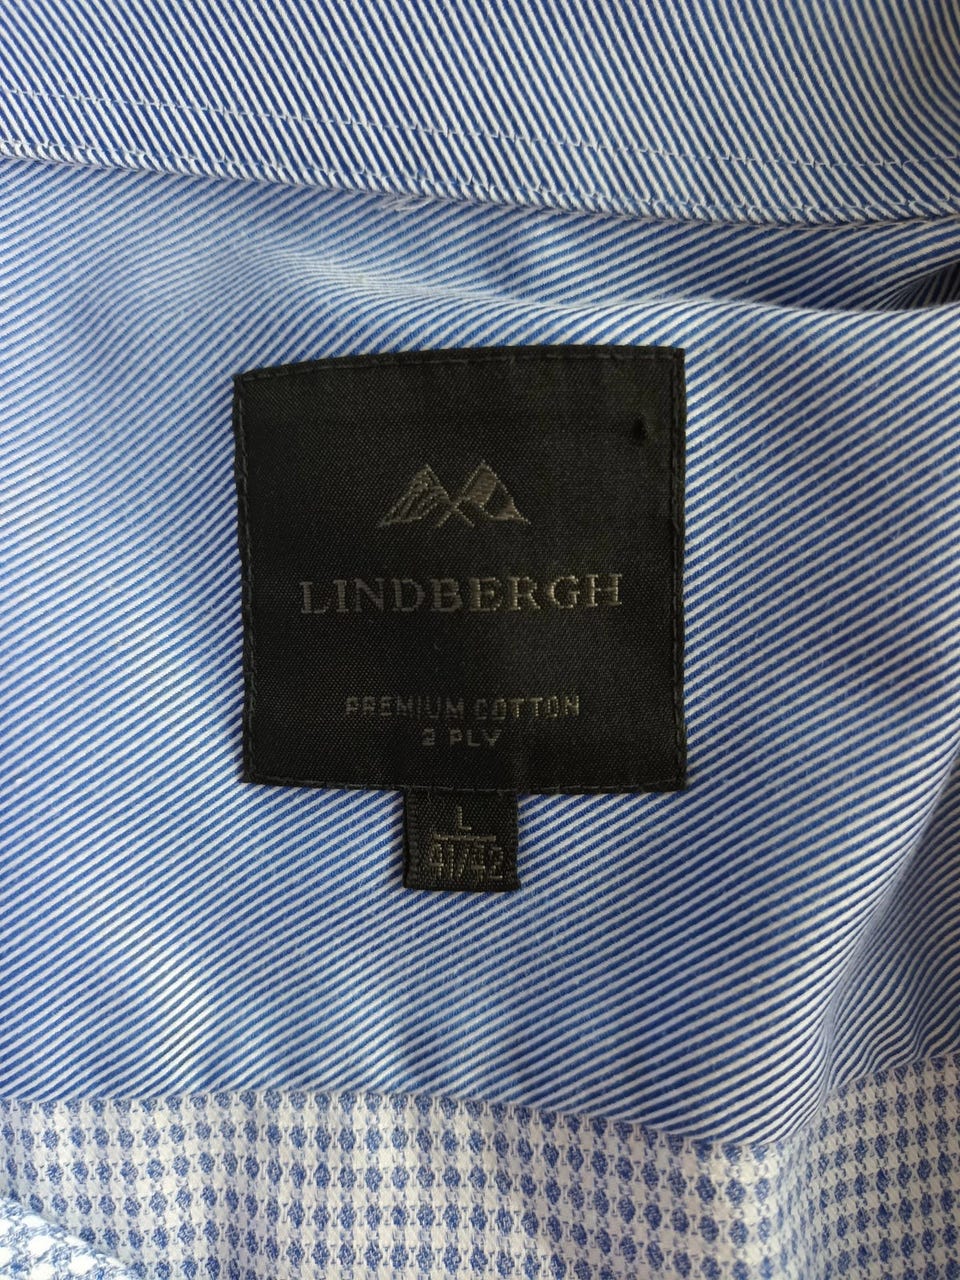 LINDBERGH
PREMIUM COTTON
2 PLY
L
41/42